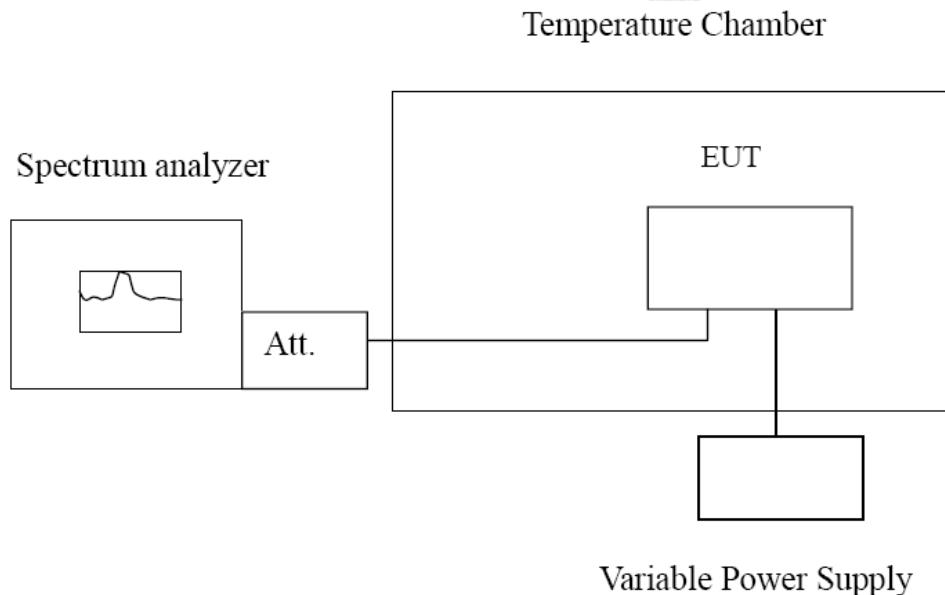 Temperature Chamber
Spectrum analyzer
EUT
Att.
Variable Power Supply